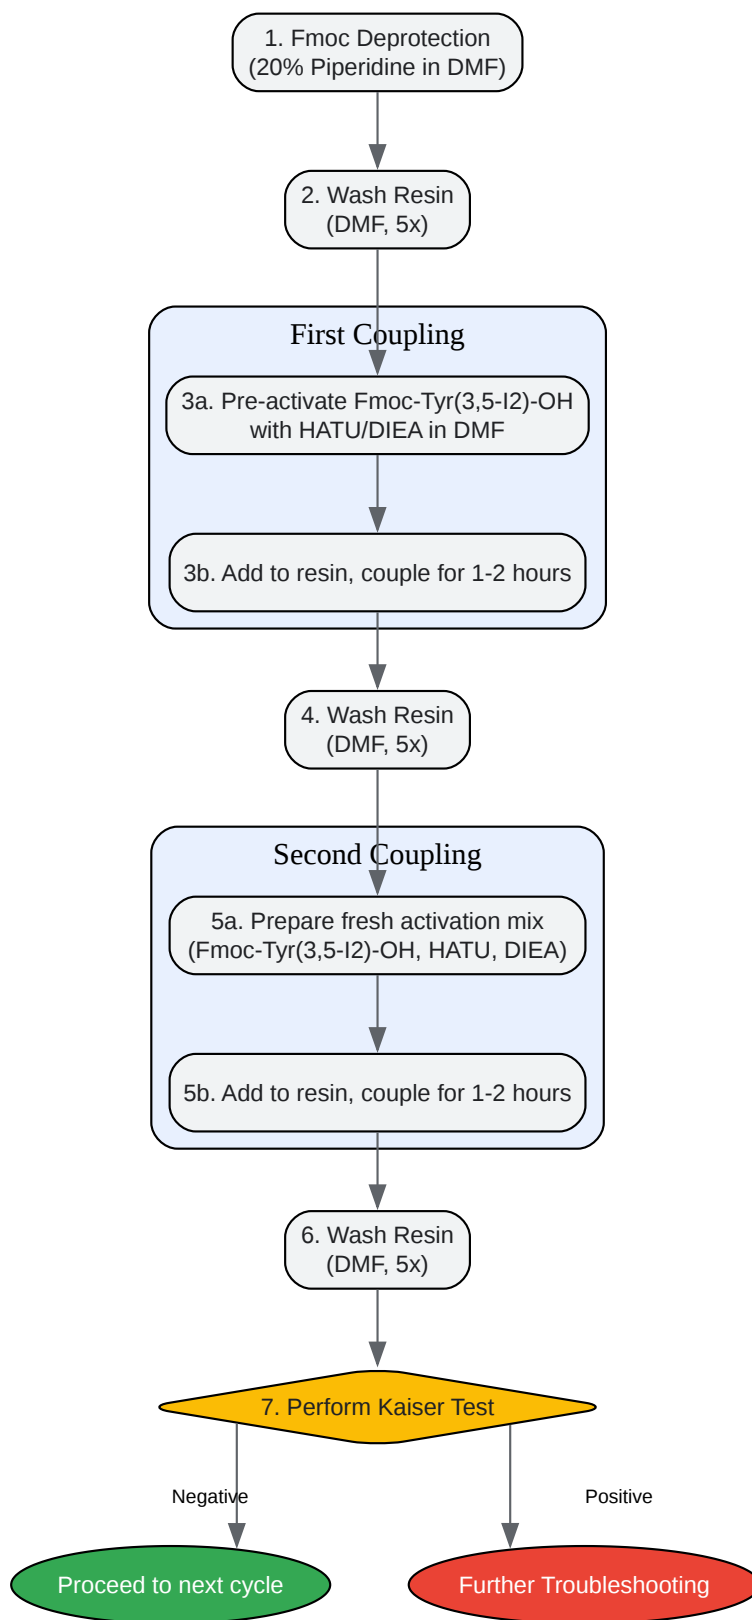 1. Fmoc Deprotection
(20% Piperidine in DMF)
2. Wash Resin
(DMF, 5x)
First Coupling
3a. Pre-activate Fmoc-Tyr(3,5-I2)-OH
with HATU/DIEA in DMF
3b. Add to resin, couple for 1-2 hours
4. Wash Resin
(DMF, 5x)
Second Coupling
5a. Prepare fresh activation mix
(Fmoc-Tyr(3,5-I2)-OH, HATU, DIEA)
5b. Add to resin, couple for 1-2 hours
6. Wash Resin
(DMF, 5x)
7. Perform Kaiser Test
Negative
Positive
Proceed to next cycle
Further Troubleshooting